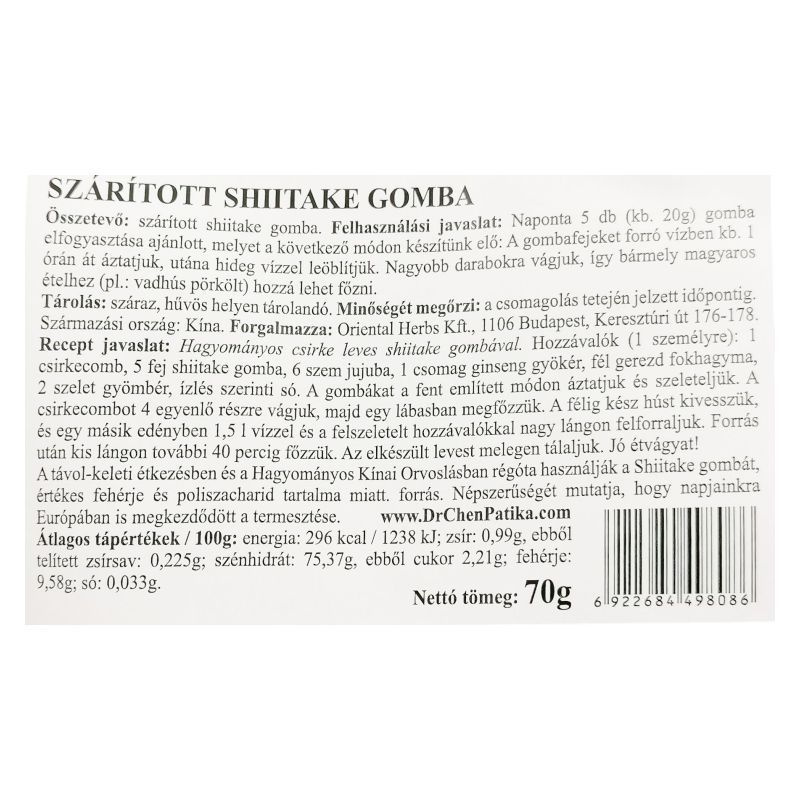 SZÁRÍTOTT SHIITAKE GOMBA
Összetevő: szárított shiitake gomba. Felhasználási javaslat: Naponta 5 db (kb. 20g) gomba
elfogyasztása ajánlott, melyet a következő módon készítünk elő: A gombafejeket forró vízben kb. 1
órán át áztatjuk, utána hideg vízzel leöblítjük. Nagyobb darabokra vágjuk, így bármely magyaros
ételhez (pl.: vadhús pörkölt) hozzá lehet főzni.
Tárolás: száraz, hűvös helyen tárolandó. Minőségét megőrzi: a csomagolás tetején jelzett időpontig.
Származási ország: Kína. Forgalmazza: Oriental Herbs Kft., 1106 Budapest, Keresztúri út 176-178.
Recept javaslat: Hagyományos csirke leves shiitake gombával. Hozzávalók (1 személyre): 1
csirkecomb, 5 fej shiitake gomba, 6 szem jujuba, 1 csomag ginseng gyökér, fél gerezd fokhagyma,
2 szelet gyömbér, ízlés szerinti só. A gombákat a fent említett módon áztatjuk és szeleteljük. A
csirkecombot 4 egyenlő részre vágjuk, majd egy lábasban megfőzzük. A félig kész húst kivesszük,
és egy másik edényben 1,5 l vízzel és a felszeletelt hozzávalókkal nagy lángon felforraljuk. Forrás
után kis lángon további 40 percig főzzük. Az elkészült levest melegen tálaljuk. Jó étvágyat!
A távol-keleti étkezésben és a Hagyományos Kínai Orvoslásban régóta használják a Shiitake gombát,
értékes fehérje és poliszacharid tartalma miatt. forrás. Népszerűségét mutatja, hogy napjainkra
Európában is megkezdődött a termesztése. www.DrChenPatika.com
Átlagos tápértékek / 100g: energia: 296 kcal / 1238 kJ; zsír: 0,99g, ebből
telített zsírsav: 0,225g; szénhidrát: 75,37g, ebből cukor 2,21g; fehérje:
9,58g; só: 0,033g.
Nettó tömeg: 70g
6 922684 498086